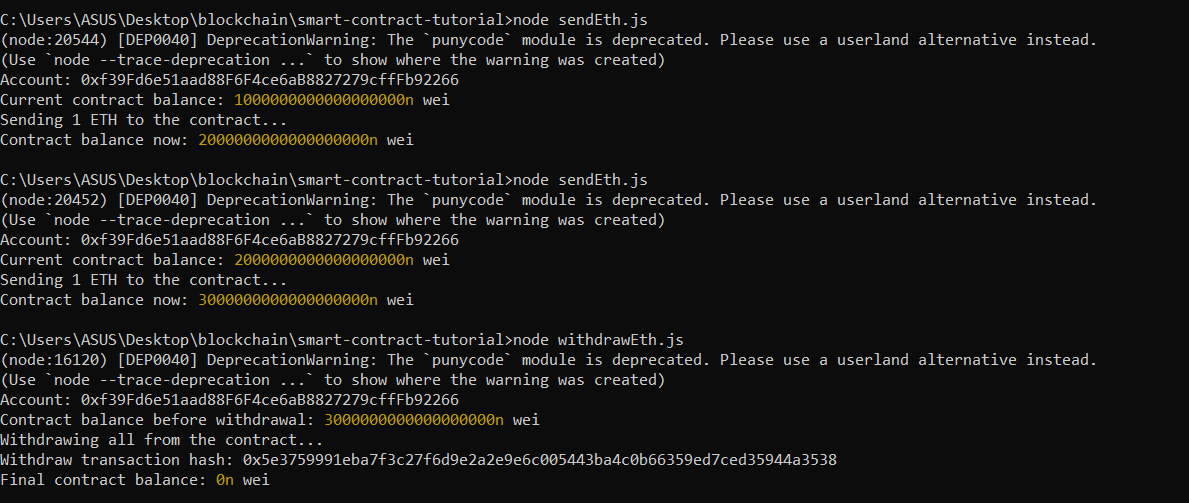 C:\Users\ASUS\Desktop\blockchain\smart-contract-tutorial>node sendEth.js
(node:20544) [DEP0040] DeprecationWarning: The `punycode` module is deprecated. Please use a userland alternative instead.
(Use `node --trace-deprecation ...` to show where the warning was created)
Account: 0xf39Fd6e51aad88F6F4ce6aB8827279cffFb92266
Current contract balance: 1000000000000000000n wei
Sending 1 ETH to the contract...
Contract balance now: 2000000000000000000n wei
C:\Users\ASUS\Desktop\blockchain\smart-contract-tutorial>node sendEth.js
(node:20452) [DEP0040] DeprecationWarning: The `punycode` module is deprecated. Please use a userland alternative instead.
(Use `node --trace-deprecation ...` to show where the warning was created)
Account: 0xf39Fd6e51aad88F6F4ce6aB8827279cffFb92266
Current contract balance: 2000000000000000000n wei
Sending 1 ETH to the contract...
Contract balance now: 3000000000000000000n wei
C:\Users\ASUS\Desktop\blockchain\smart-contract-tutorial>node withdrawEth.js
(node:16120) [DEP0040] DeprecationWarning: The `punycode` module is deprecated. Please use a userland alternative instead.
(Use `node --trace-deprecation ...` to show where the warning was created)
Account: 0xf39Fd6e51aad88F6F4ce6aB8827279cffFb92266
Contract balance before withdrawal: 3000000000000000000n wei
Withdrawing all from the contract...
Withdraw transaction hash: 0x5e3759991eba7f3c27f6d9e2a2e9e6c005443ba4c0b66359ed7ced35944a3538
Final contract balance: 0n wei